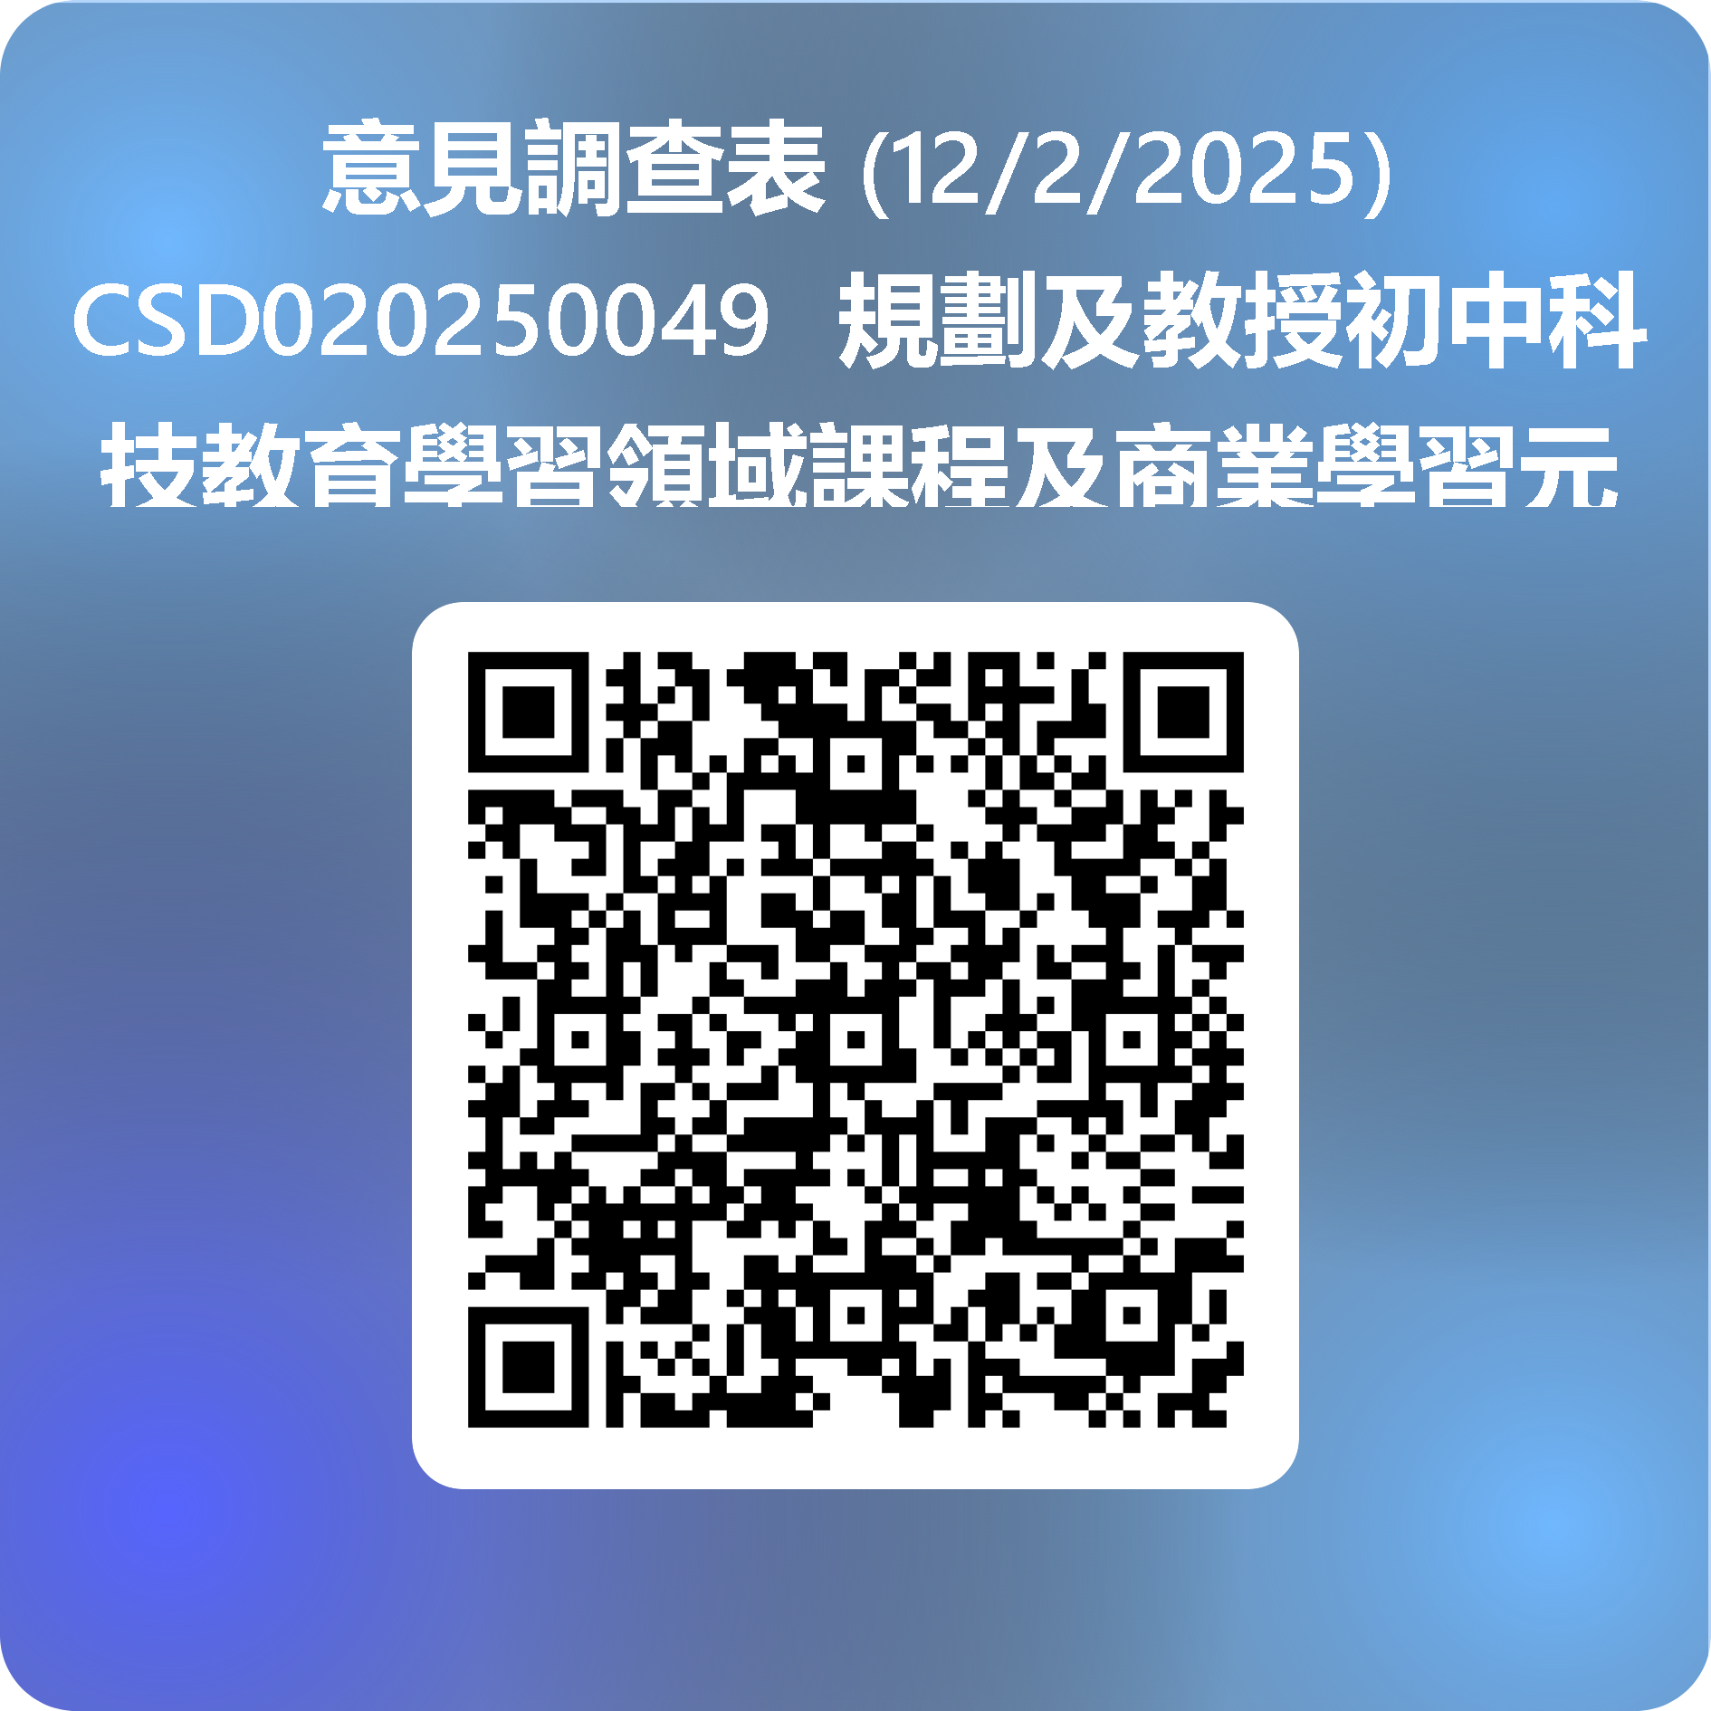 意見調查表 (12/2/2025)
CSD020250049 規劃及教授初中科
技教育學習領域課程及商業學習元